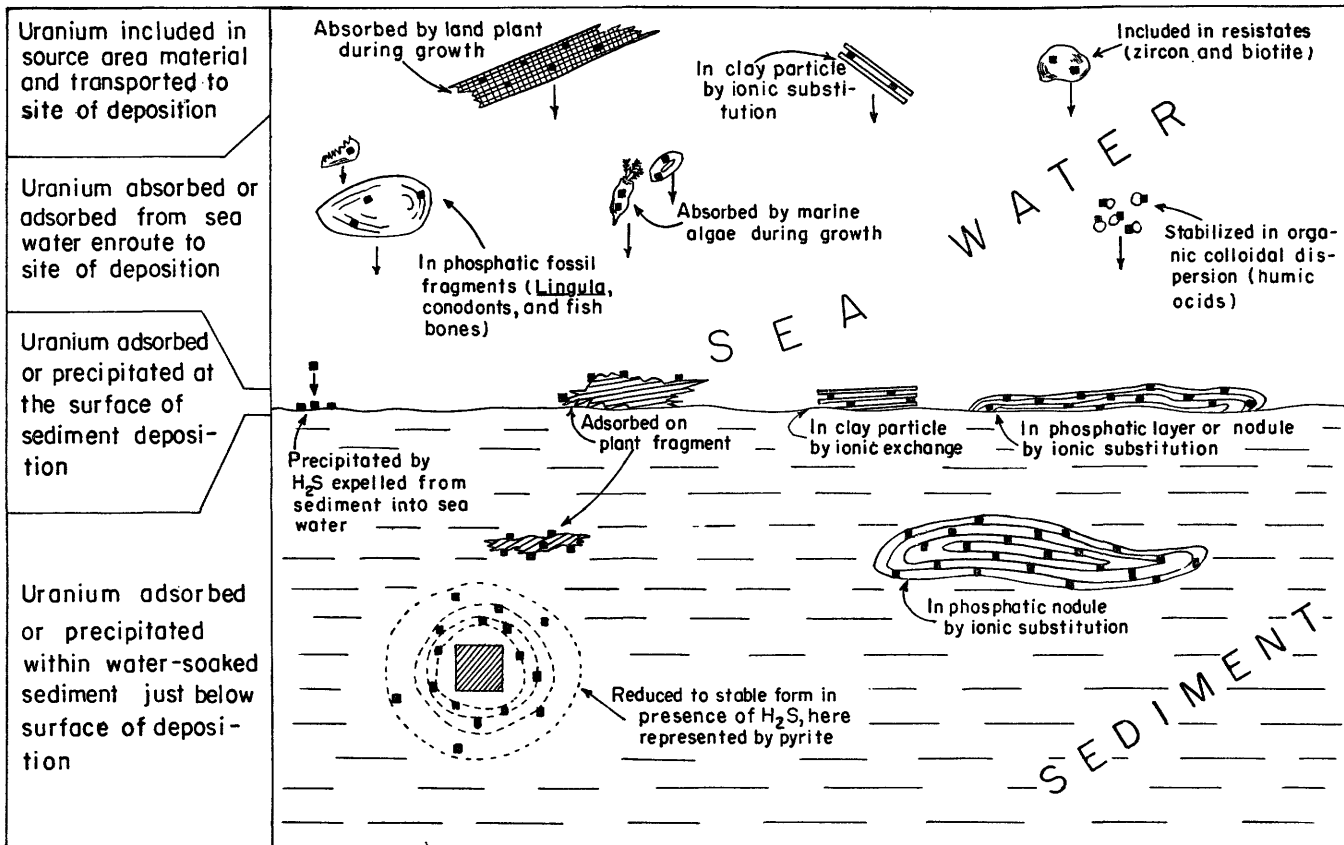 Uranium included in
source area material
and transported to
site of deposition
Uranium absorbed or
adsorbed from sea
water enroute to
site of deposition
Uranium adsorbed
or precipitated at
the surface of
sediment deposi-
tion
Uranium adsorbed
or precipitated
within water-soaked
sediment just below
surface of deposi-
tion
Absorbed by land plant
during growth
In clay particle
by ionic substi-
tution
Included in resistates
(zircon and biotite)
In phosphatic fossil
fragments (Lingula,
conodonts, and fish
bones)
Absorbed by marine
algae during growth
Stabilized in orga-
nic colloidal dis-
persion (humic
ocids)
SEA WATER
Precipitated by
H₂S expelled from
sediment into sea
water
Adsorbed on
plant fragment
In clay particle
by ionic exchange
In phosphatic layer or nodule
by ionic substitution
In phosphatic nodule
by ionic substitution
Reduced to stable form in
presence of H₂S, here
represented by pyrite
SEDIMENT